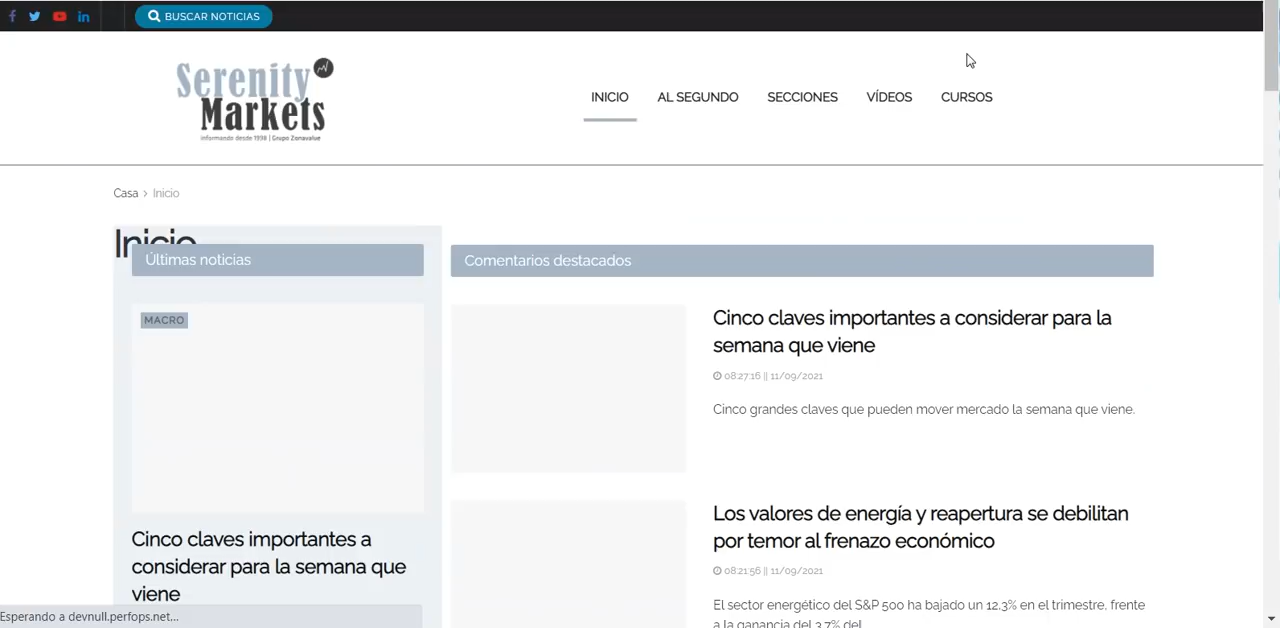 BUSCAR NOTICIAS
Serenity
Markets
informando desde 1998 | Grupo Zonavalue
INICIO
AL SEGUNDO
SECCIONES
VÍDEOS
CURSOS
Casa > Inicio
Inicio
Últimas noticias
MACRO
Cinco claves importantes a
considerar para la semana que
viene
Comentarios destacados
Cinco claves importantes a considerar para la
semana que viene
08:27:16 || 11/09/2021
Cinco grandes claves que pueden mover mercado la semana que viene.
Los valores de energía y reapertura se debilitan
por temor al frenazo económico
08:21:56 || 11/09/2021
El sector energético del S&P 500 ha bajado un 12.3% en el trimestre, frente
a la ganancia del 3.7% del
Esperando a devnull.perfops.net...